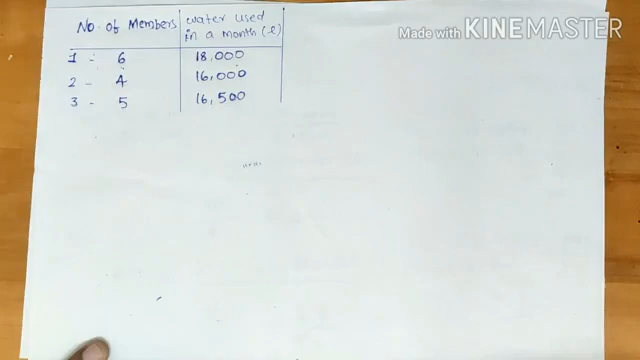 Made with KINEMASTER
No. of Members water used in a month (l)
1 - 6 18,000
2 - 4 16,000
3 - 5 16,500